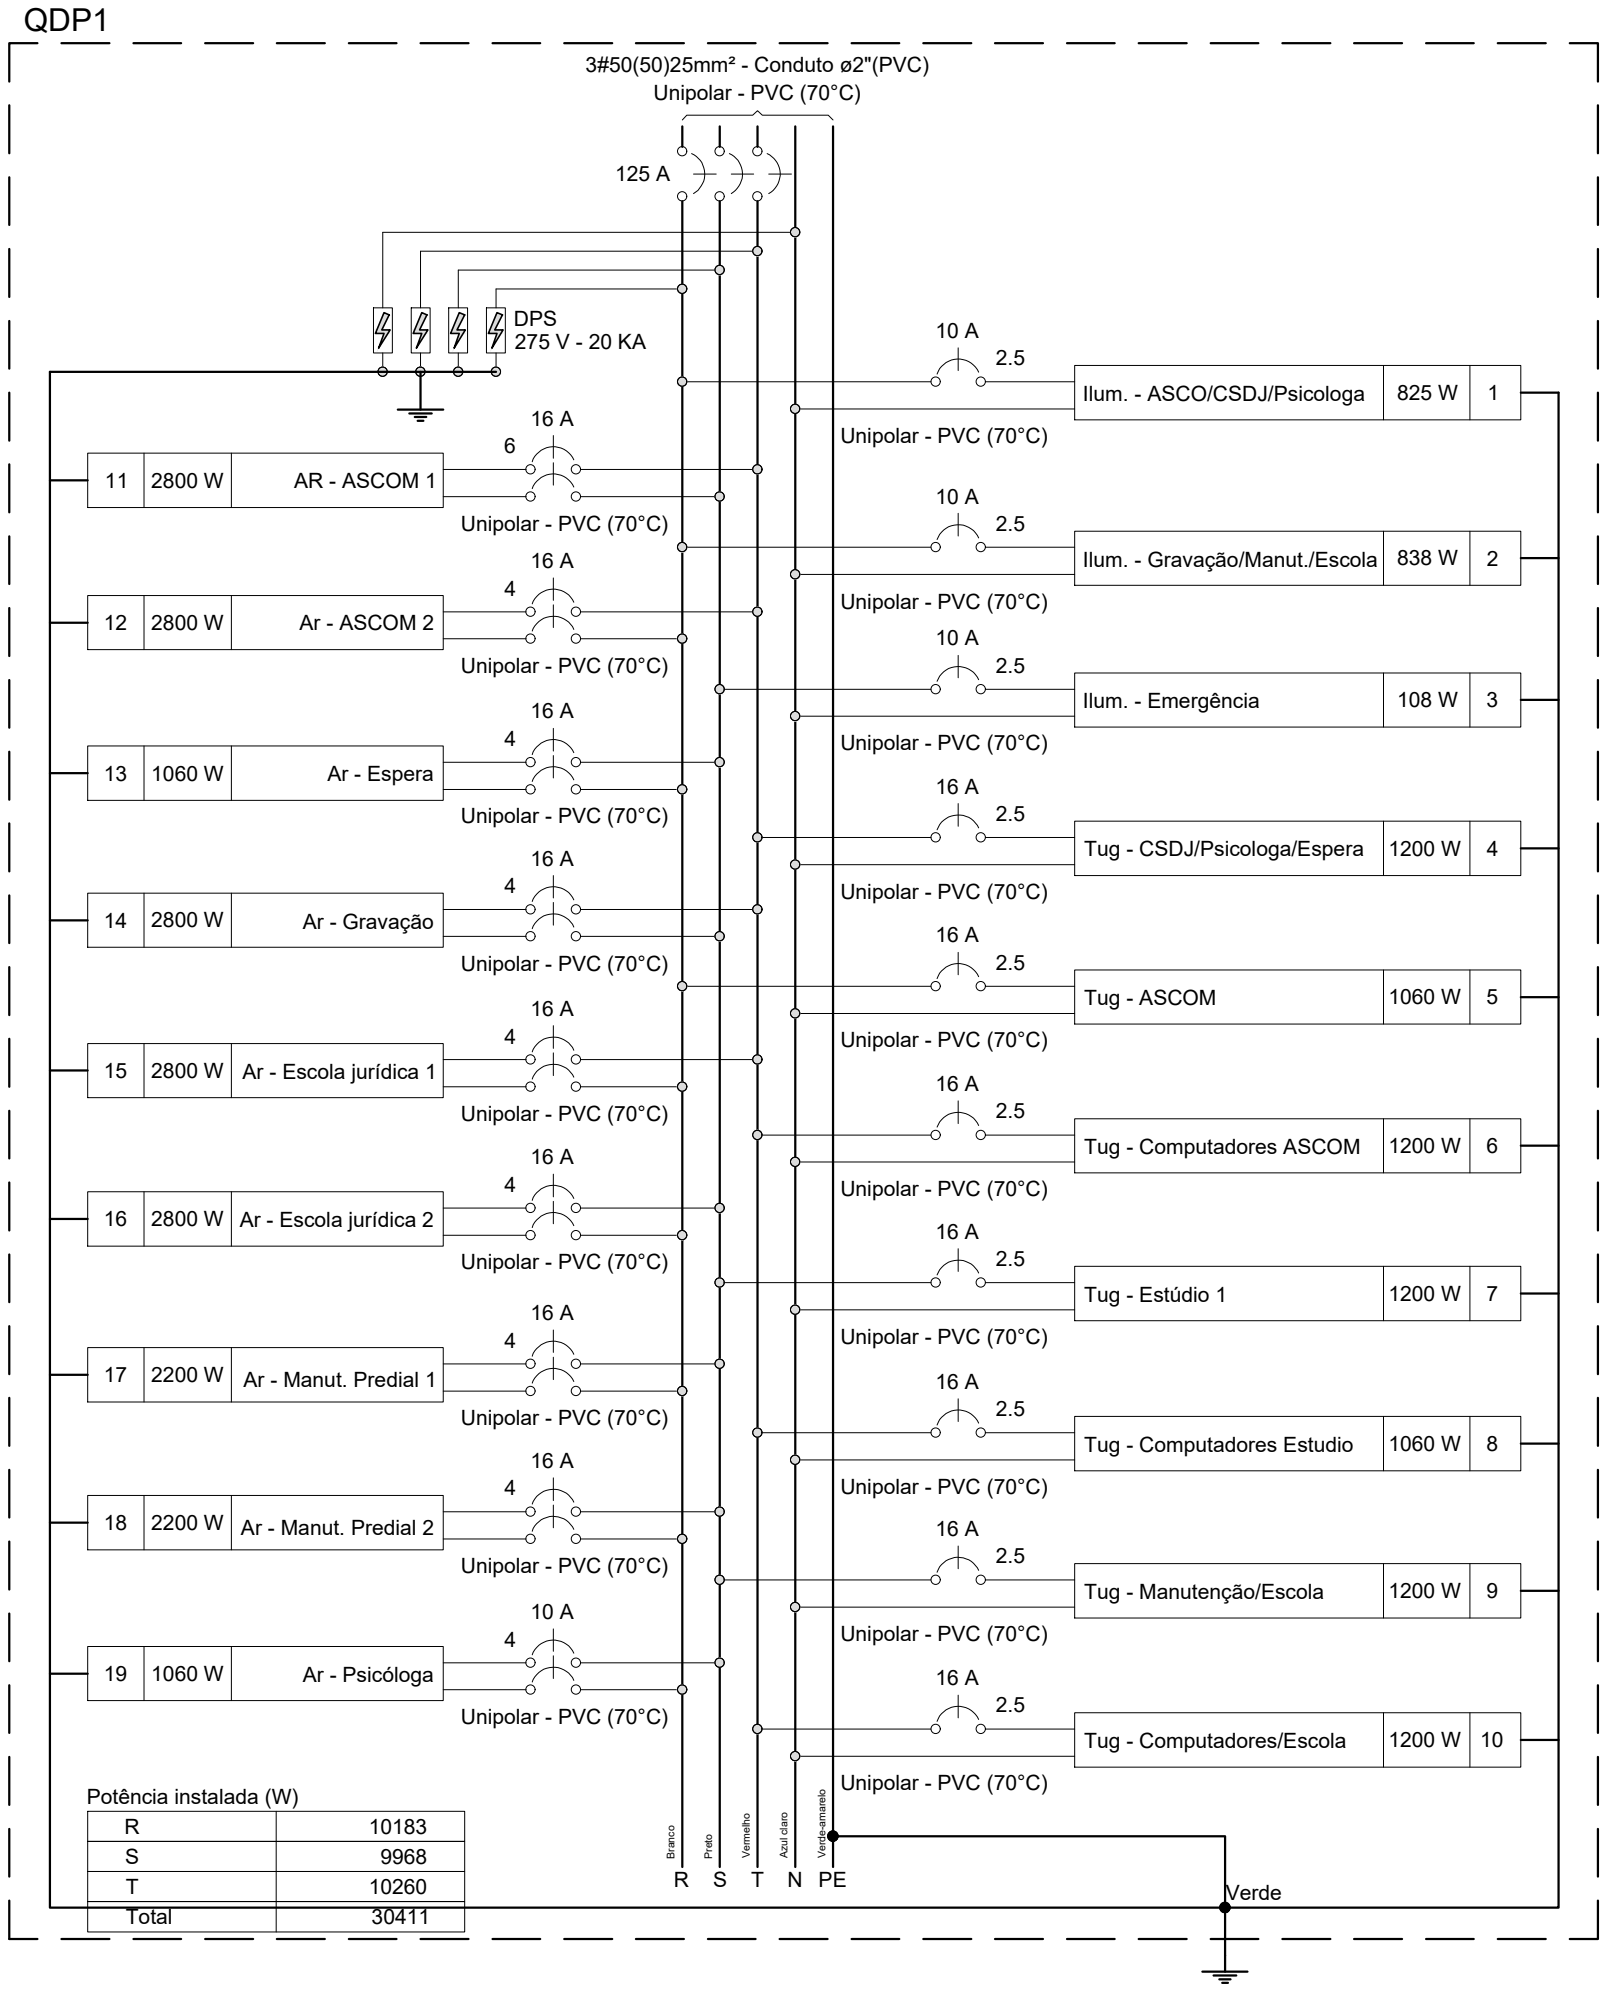 QDP1
3#50(50)25mm² - Conduto ø2"(PVC)
Unipolar - PVC (70°C)
125 A
DPS
275 V - 20 KA
10 A
2.5
Ilum. - ASCO/CSDJ/Psicologa 825 W 1
Unipolar - PVC (70°C)
10 A
2.5
Ilum. - Gravação/Manut./Escola 838 W 2
Unipolar - PVC (70°C)
10 A
2.5
Ilum. - Emergência 108 W 3
Unipolar - PVC (70°C)
16 A
2.5
Tug - CSDJ/Psicologa/Espera 1200 W 4
Unipolar - PVC (70°C)
16 A
2.5
Tug - ASCOM 1060 W 5
Unipolar - PVC (70°C)
16 A
2.5
Tug - Computadores ASCOM 1200 W 6
Unipolar - PVC (70°C)
16 A
2.5
Tug - Estúdio 1 1200 W 7
Unipolar - PVC (70°C)
16 A
2.5
Tug - Computadores Estudio 1060 W 8
Unipolar - PVC (70°C)
16 A
2.5
Tug - Manutenção/Escola 1200 W 9
Unipolar - PVC (70°C)
16 A
2.5
Tug - Computadores/Escola 1200 W 10
Unipolar - PVC (70°C)
16 A
6
11 2800 W AR - ASCOM 1
Unipolar - PVC (70°C)
16 A
4
12 2800 W Ar - ASCOM 2
Unipolar - PVC (70°C)
16 A
4
13 1060 W Ar - Espera
Unipolar - PVC (70°C)
16 A
4
14 2800 W Ar - Gravação
Unipolar - PVC (70°C)
16 A
4
15 2800 W Ar - Escola jurídica 1
Unipolar - PVC (70°C)
16 A
4
16 2800 W Ar - Escola jurídica 2
Unipolar - PVC (70°C)
16 A
4
17 2200 W Ar - Manut. Predial 1
Unipolar - PVC (70°C)
16 A
4
18 2200 W Ar - Manut. Predial 2
Unipolar - PVC (70°C)
10 A
4
19 1060 W Ar - Psicóloga
Unipolar - PVC (70°C)
Potência instalada (W)
R 10183
S 9968
T 10260
Total 30411
Branco
Preto
Vermelho
Azul claro
Verde-amarelo
R S T N PE
Verde